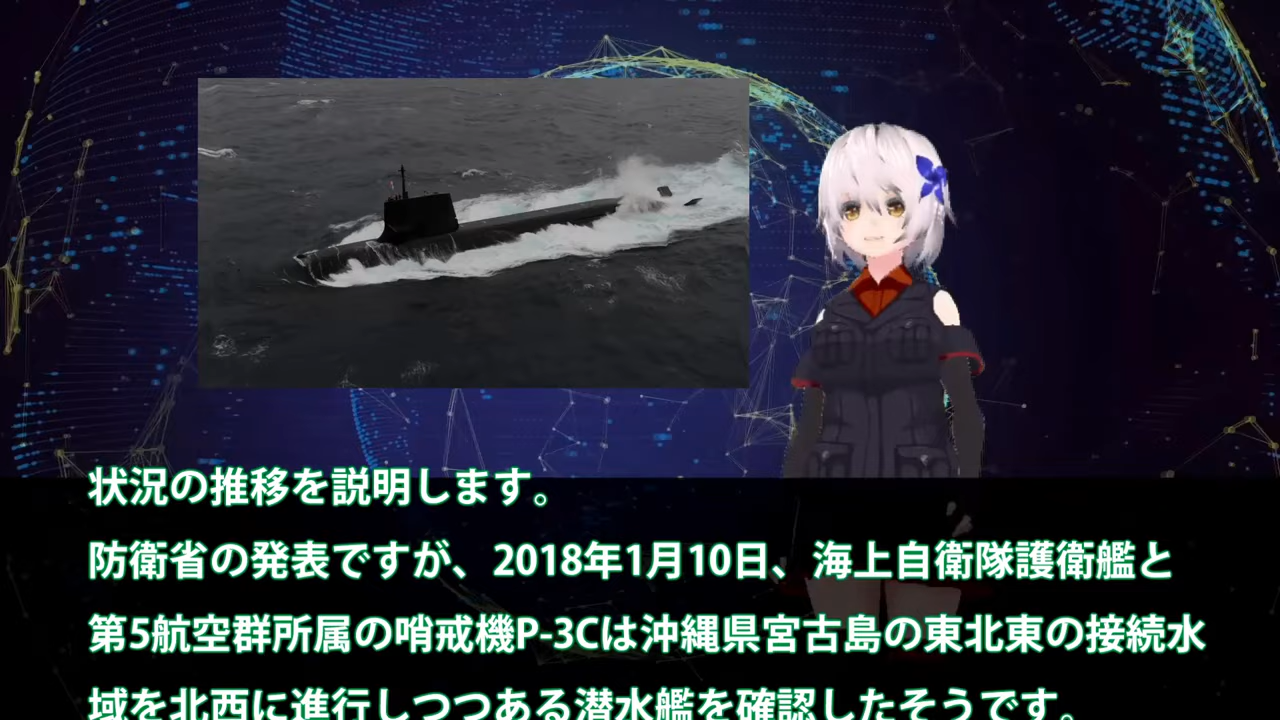 状況の推移を説明します。
防衛省の発表ですが、2018年1月10日、海上自衛隊護衛艦と
第5航空群所属の哨戒機P-3Cは沖縄県宮古島の東北東の接続水
域を北西に進行しつつある潜水艦を確認したそうです。